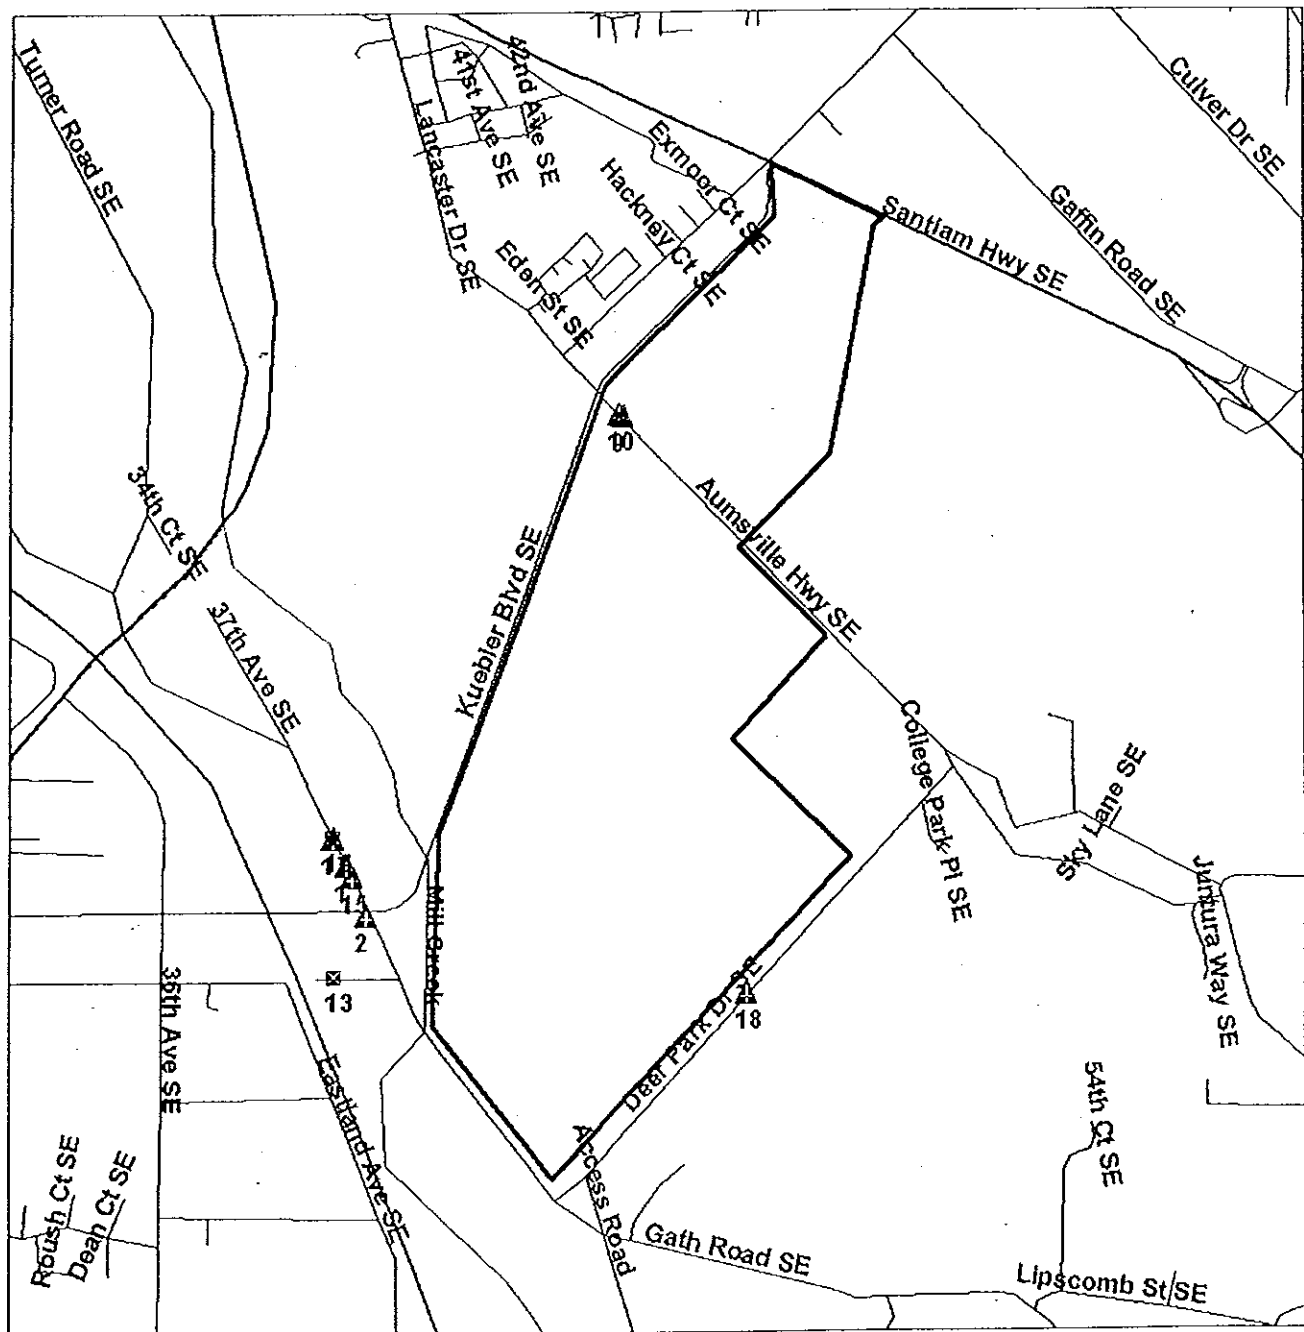 Turner Road SE
41st Ave SE
42nd Ave SE
Culver Dr SE
Lancaster Dr SE
Exmoor Ct SE
Hackney Ct SE
Gaffin Road SE
Santiam Hwy SE
Eden St SE
34th Ct SE
Aumsville Hwy SE
Kuebler Blvd SE
37th Ave SE
College Park Pl SE
Sky Lane SE
Juntura Way SE
Mill Creek
2
13
18
36th Ave SE
Deer Park Dr SE
Eastland Ave SE
54th Ct SE
Access Road
Roush Ct SE
Dean Ct SE
Gath Road SE
Lipscomb St SE